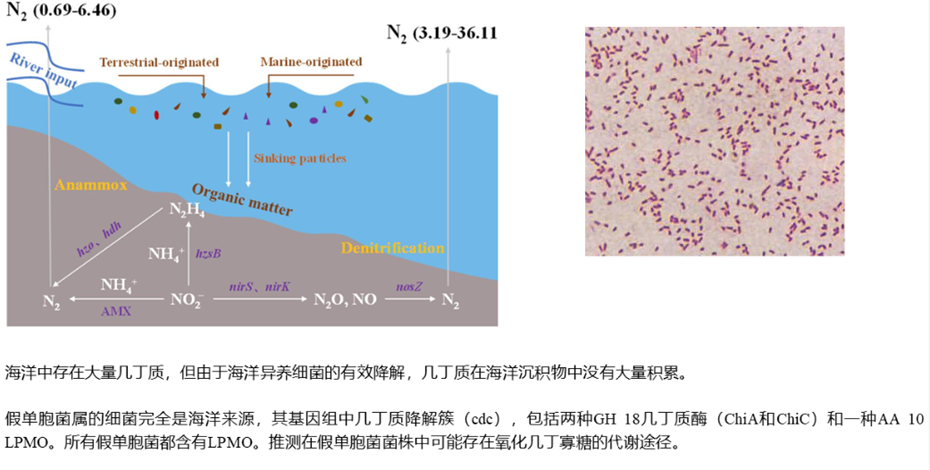 N₂ (0.69-6.46)
N₂ (3.19-36.11
River input
Terrestrial-originated
Marine-originated
Sinking particles
Anammox
Organic matter
N₂H₄
Denitrification
hzo、hdh
NH₄⁺
hzsB
NH₄⁺
nirS、nirK
nosZ
N₂
NO₂⁻
N₂O, NO
N₂
AMX
海洋中存在大量几丁质，但由于海洋异养细菌的有效降解，几丁质在海洋沉积物中没有大量积累。
假单胞菌属的细菌完全是海洋来源，其基因组中几丁质降解簇（cdc），包括两种GH 18几丁质酶（ChiA和ChiC）和一种AA 10
LPMO。所有假单胞菌都含有LPMO。推测在假单胞菌菌株中可能存在氧化几丁寡糖的代谢途径。